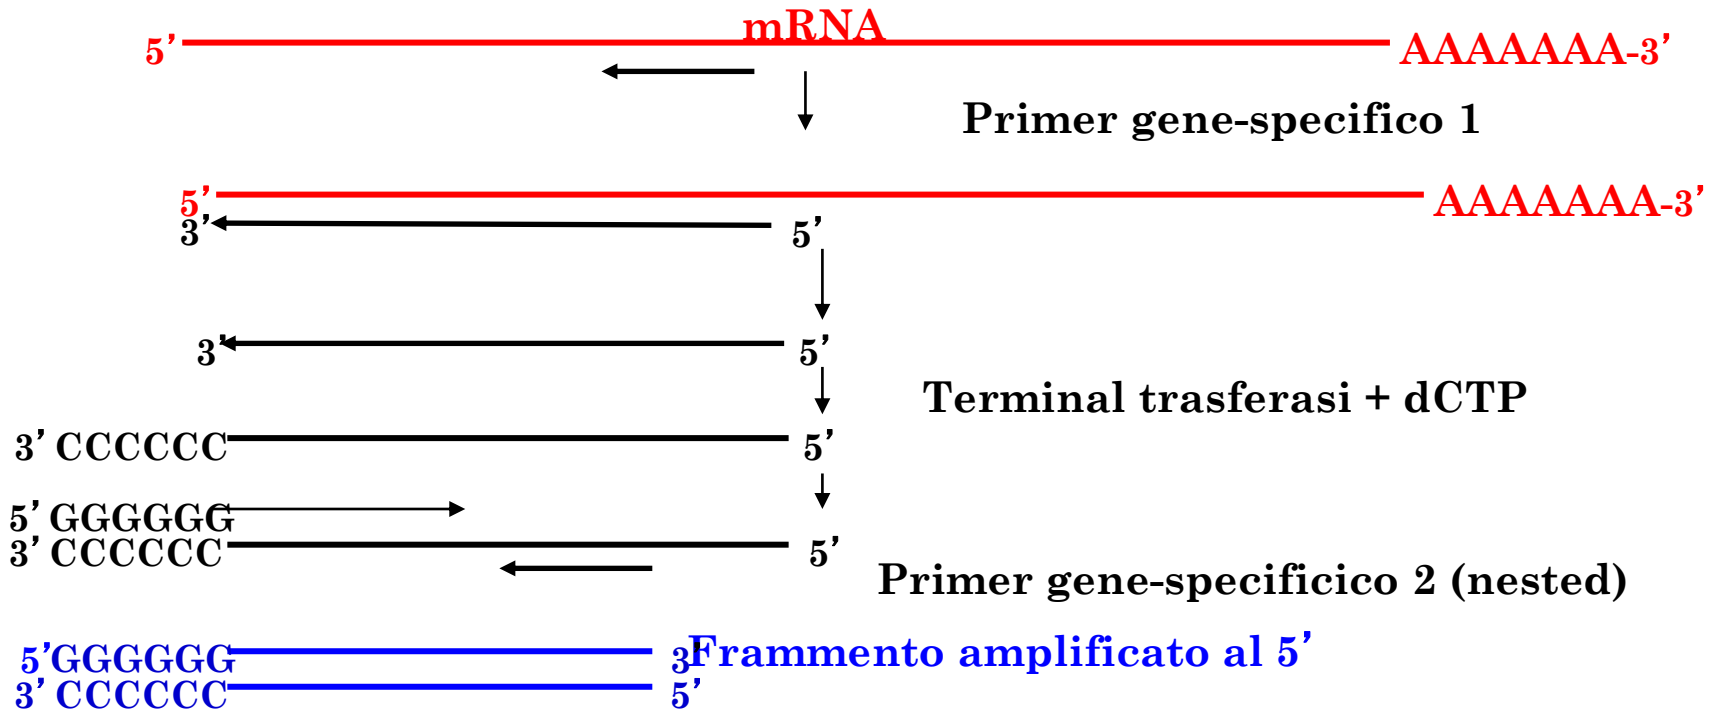 mRNA
5’ AAAAAAA-3’
Primer gene-specifico 1
5’ AAAAAAA-3’
3’ 5’
3’ 5’
Terminal trasferasi + dCTP
3’ CCCCCC 5’
5’ GGGGGG
3’ CCCCCC 5’
Primer gene-specificico 2 (nested)
5’GGGGGG 3’ Frammento amplificato al 5’
3’ CCCCCC 5’